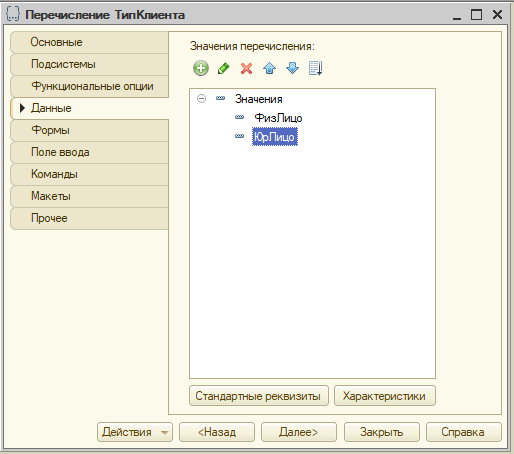 Перечисление ТипКлиента
Основные
Подсистемы
Функциональные опции
Данные
Формы
Поле ввода
Команды
Макеты
Прочее
Значения перечисления:
Значения
ФизЛицо
ЮрЛицо
Стандартные реквизиты
Характеристики
Действия
<Назад
Далее>
Закрыть
Справка